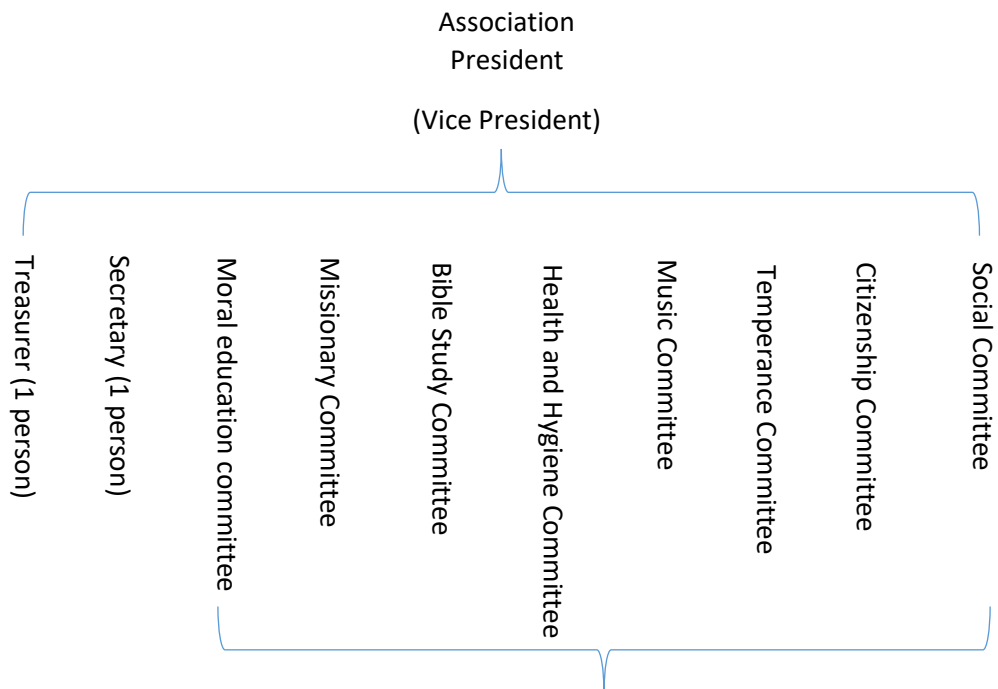 Association
President
(Vice President)
Treasurer (1 person)
Secretary (1 person)
Moral education committee
Missionary Committee
Bible Study Committee
Health and Hygiene Committee
Music Committee
Temperance Committee
Citizenship Committee
Social Committee